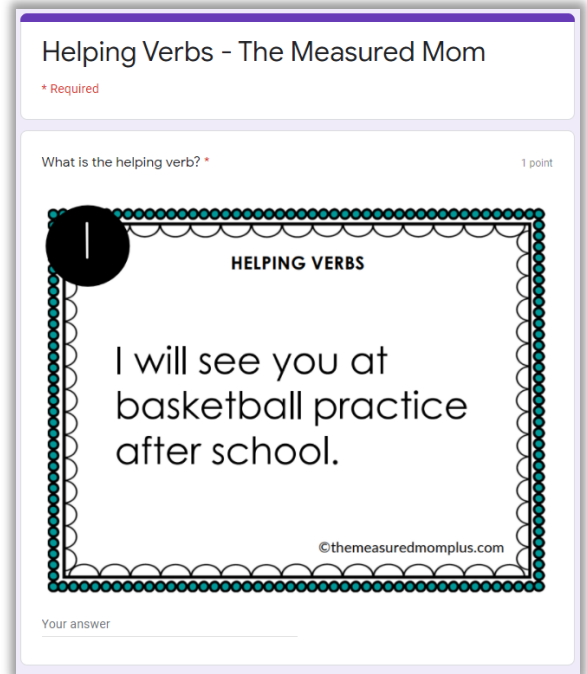 Helping Verbs - The Measured Mom
* Required
What is the helping verb? *
1 point
1
HELPING VERBS
I will see you at
basketball practice
after school.
©themeasuredmomplus.com
Your answer